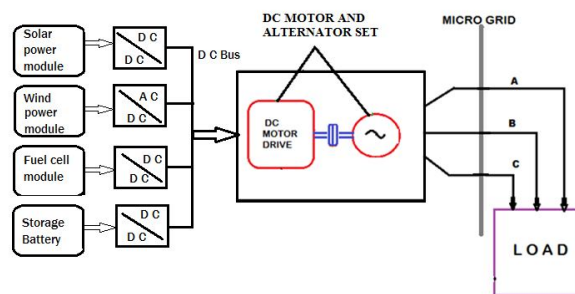 Solar
power
module
D C
D C
Wind
power
module
A C
D C
Fuel cell
module
D C
D C
Storage
Battery
D C
D C
D C Bus
DC MOTOR AND
ALTERNATOR SET
DC
MOTOR
DRIVE
MICRO GRID
A
B
C
LOAD